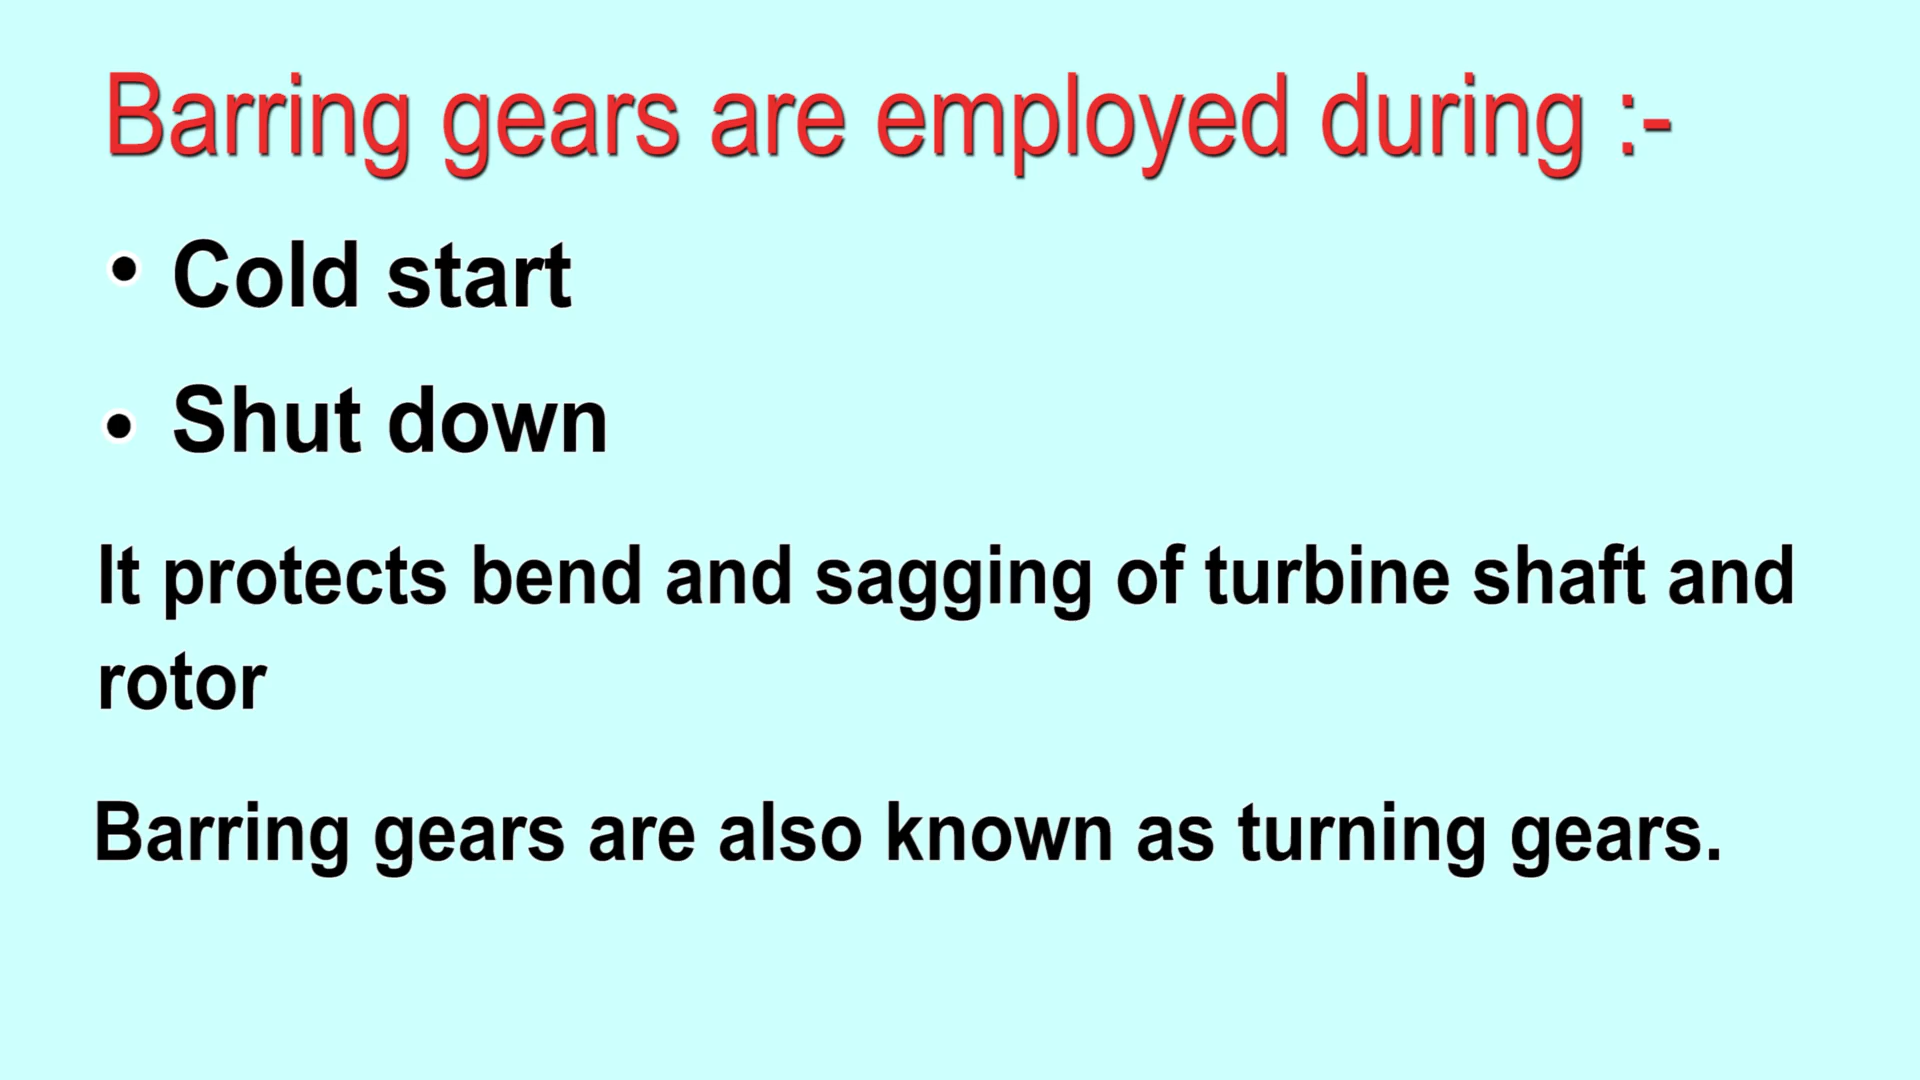 Barring gears are employed during :-
• Cold start
• Shut down
It protects bend and sagging of turbine shaft and
rotor
Barring gears are also known as turning gears.